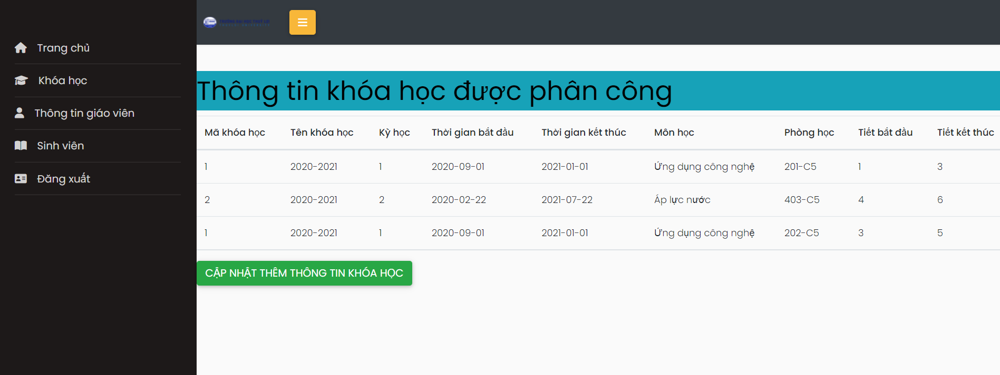 TRƯỜNG ĐẠI HỌC THỦY LỢI
Trang chủ
Khóa học
Thông tin giáo viên
Sinh viên
Đăng xuất
Thông tin khóa học được phân công
Mã khóa học Tên khóa học Kỳ học Thời gian bắt đầu Thời gian kết thúc Môn học Phòng học Tiết bắt đầu Tiết kết thúc
1 2020-2021 1 2020-09-01 2021-01-01 Ứng dụng công nghệ 201-C5 1 3
2 2020-2021 2 2020-02-22 2021-07-22 Áp lực nước 403-C5 4 6
1 2020-2021 1 2020-09-01 2021-01-01 Ứng dụng công nghệ 202-C5 3 5
CẬP NHẬT THÊM THÔNG TIN KHÓA HỌC